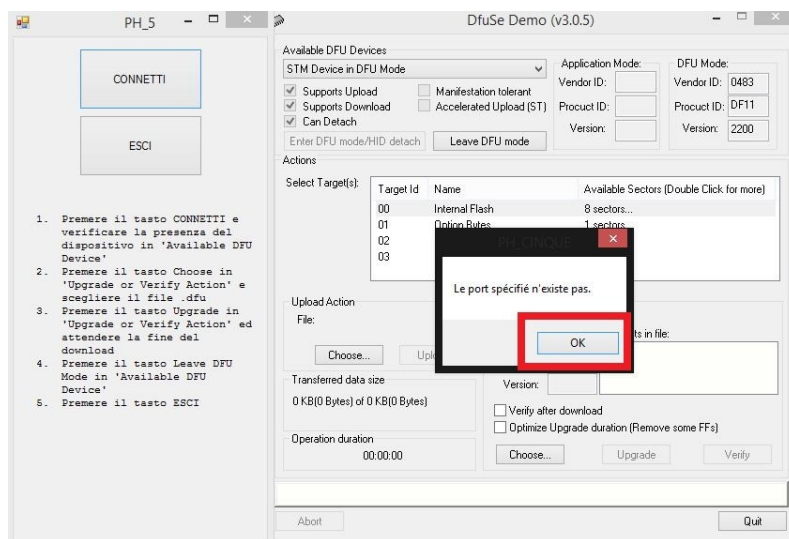 PH_5
CONNETTI
ESCI
1. Premere il tasto CONNETTI e
verificare la presenza del
dispositivo in 'Available DFU
Device'
2. Premere il tasto Choose in
'Upgrade or Verify Action' e
scegliere il file .dfu
3. Premere il tasto Upgrade in
'Upgrade or Verify Action' ed
attendere la fine del
download
4. Premere il tasto Leave DFU
Mode in 'Available DFU
Device'
5. Premere il tasto ESCI
DfuSe Demo (v3.0.5)
Available DFU Devices
STM Device in DFU Mode
Supports Upload
Manifestation tolerant
Supports Download
Accelerated Upload (ST)
Can Detach
Enter DFU mode/HID detach
Leave DFU mode
Application Mode:
Vendor ID:
Procuct ID:
Version:
DFU Mode:
Vendor ID: 0483
Procuct ID: DF11
Version: 2200
Actions
Select Target(s):
Target Id Name Available Sectors (Double Click for more)
00 Internal Flash 8 sectors...
01 Option Bytes 1 sectors...
02
03
PH_CINQUE
Le port spécifié n'existe pas.
OK
Upload Action
File:
Choose...
Transferred data size
0 KB(0 Bytes) of 0 KB(0 Bytes)
Operation duration
00:00:00
ts in file:
Version:
Verify after download
Optimize Upgrade duration (Remove some FFs)
Choose...
Upgrade
Verify
Abort
Quit